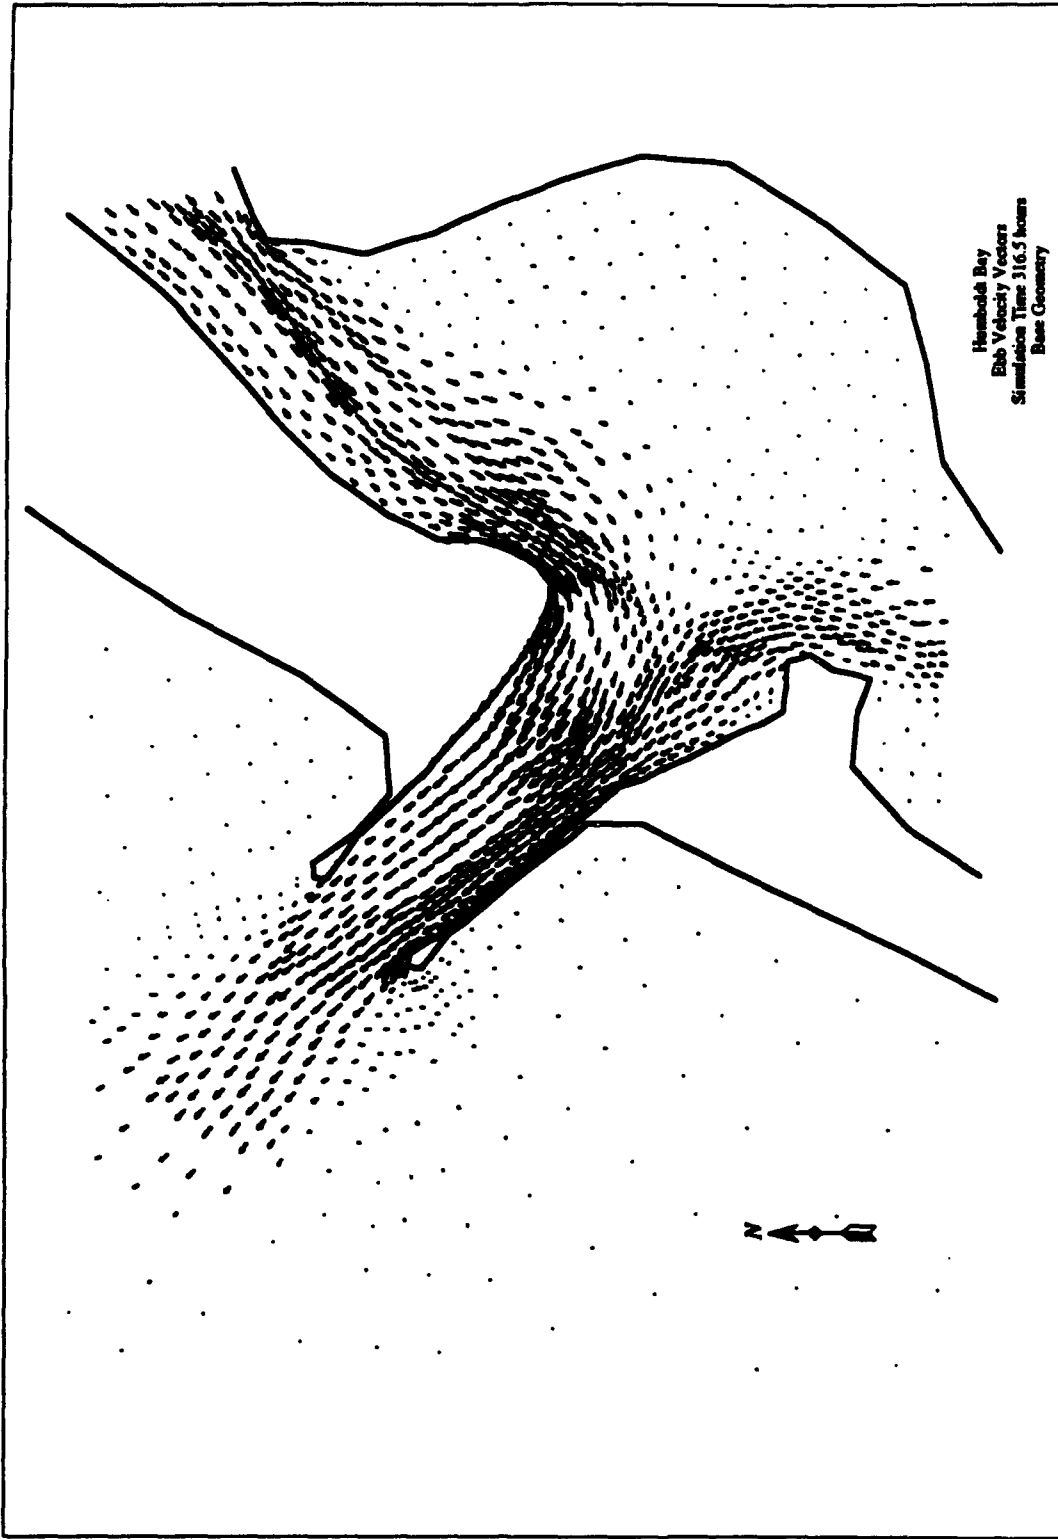 Humboldt Bay
Ebb Velocity Vectors
Simulation Time 316.5 hours
Base Geometry
N